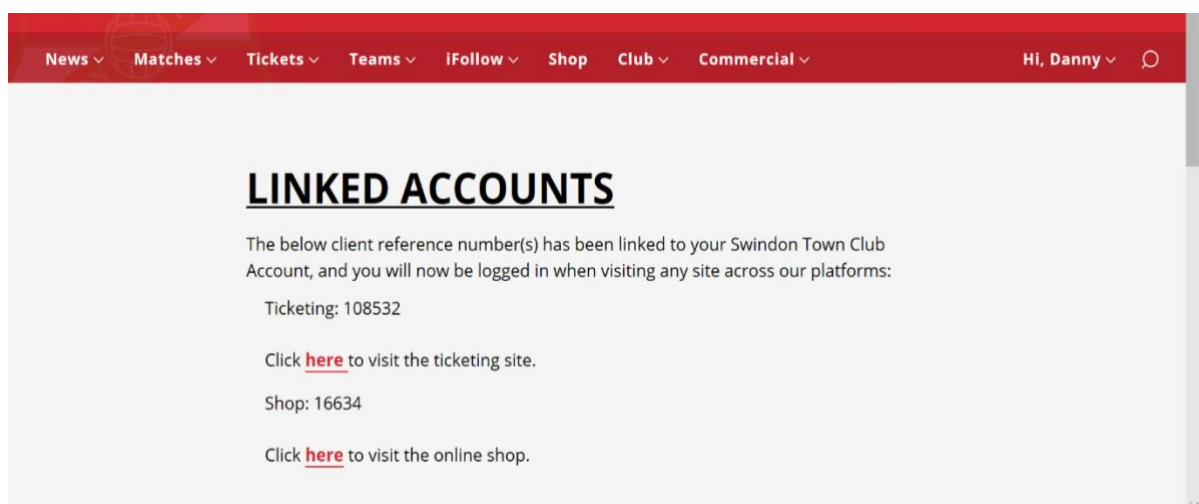 News Matches Tickets Teams iFollow Shop Club Commercial Hi, Danny
LINKED ACCOUNTS
The below client reference number(s) has been linked to your Swindon Town Club
Account, and you will now be logged in when visiting any site across our platforms:
Ticketing: 108532
Click here to visit the ticketing site.
Shop: 16634
Click here to visit the online shop.